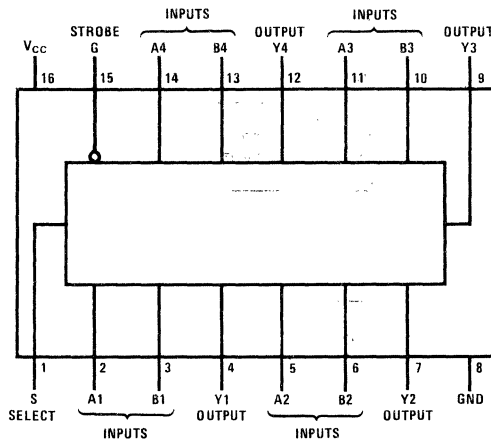 INPUTS INPUTS
STROBE OUTPUT OUTPUT
VCC G A4 B4 Y4 A3 B3 Y3
16 15 14 13 12 11 10 9
1 2 3 4 5 6 7 8
S A1 B1 Y1 A2 B2 Y2 GND
SELECT OUTPUT OUTPUT
INPUTS INPUTS